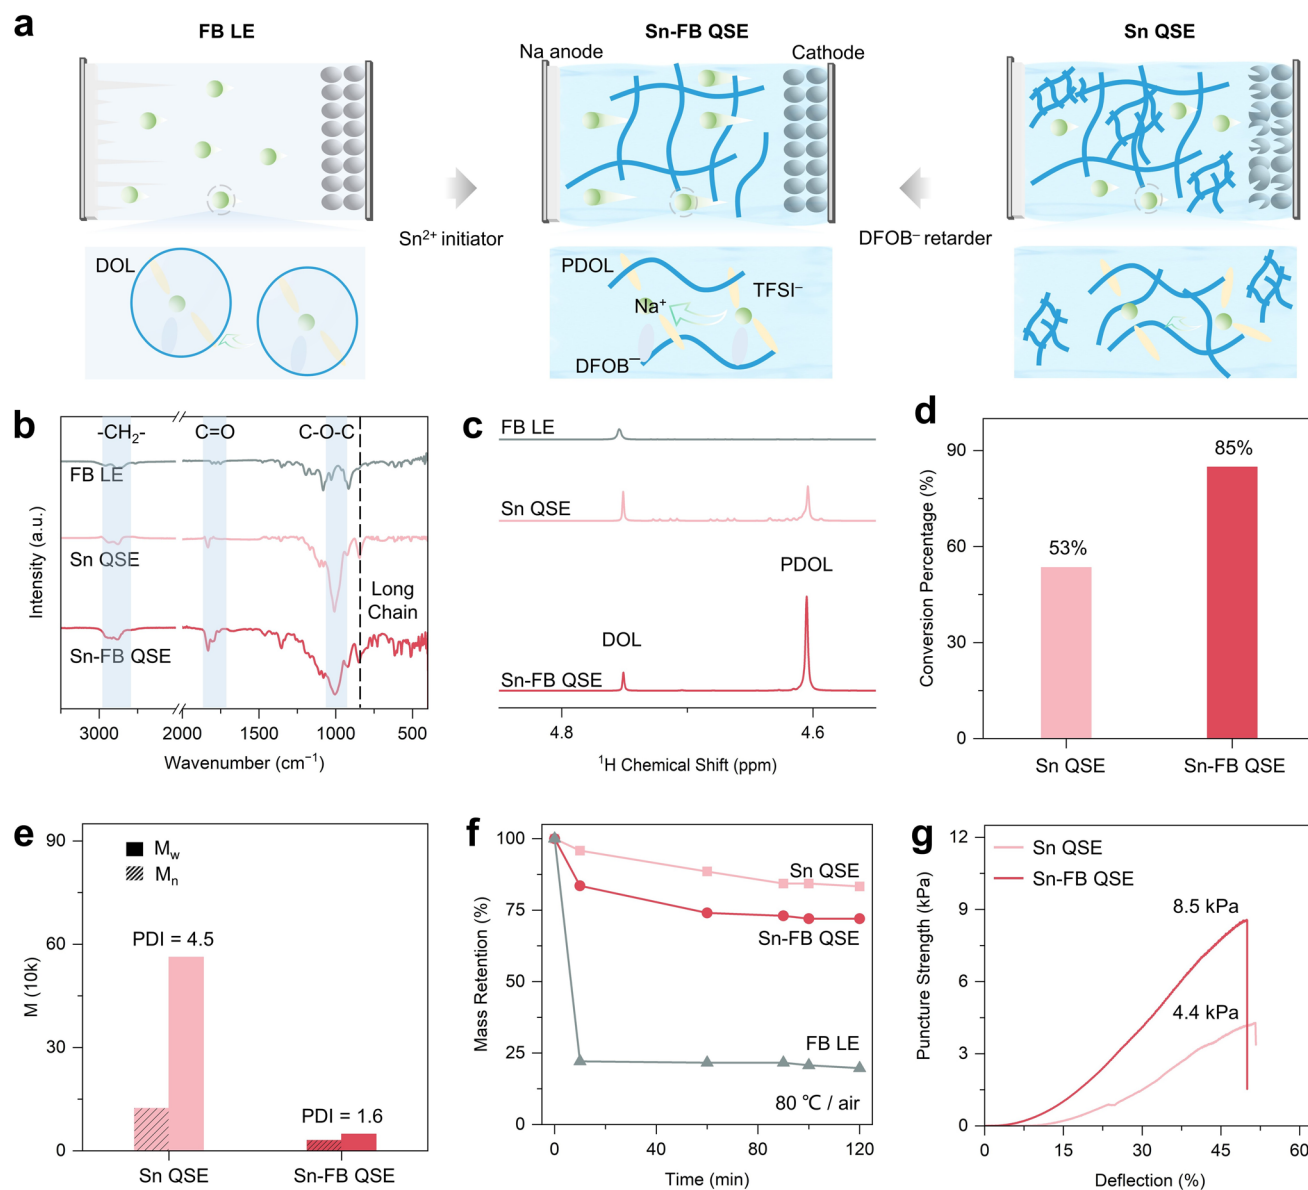 a
FB LE
Sn-FB QSE
Sn QSE
Na anode
Cathode
Sn²⁺ initiator
DFOB⁻ retarder
DOL
PDOL
TFSI⁻
Na⁺
DFOB⁻
b
-CH₂-
C=O
C-O-C
FB LE
Sn QSE
Long
Chain
Sn-FB QSE
Intensity (a.u.)
3000 2000 1500 1000 500
Wavenumber (cm⁻¹)
c
FB LE
Sn QSE
PDOL
DOL
Sn-FB QSE
4.8 4.6
¹H Chemical Shift (ppm)
d
Conversion Percentage (%)
90
60
30
0
85%
53%
Sn QSE Sn-FB QSE
e
M (10k)
90
60
30
0
M_w
M_n
PDI = 4.5
PDI = 1.6
Sn QSE Sn-FB QSE
f
Mass Retention (%)
100
75
50
25
0
Sn QSE
Sn-FB QSE
FB LE
80 ℃ / air
0 40 80 120
Time (min)
g
Puncture Strength (kPa)
12
9
6
3
0
Sn QSE
Sn-FB QSE
8.5 kPa
4.4 kPa
0 15 30 45 60
Deflection (%)